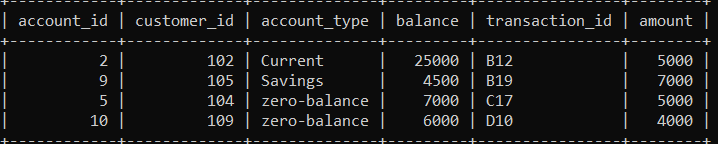 | account_id | customer_id | account_type | balance | transaction_id | amount |
| 2 | 102 | Current | 25000 | B12 | 5000 |
| 9 | 105 | Savings | 4500 | B19 | 7000 |
| 5 | 104 | zero-balance | 7000 | C17 | 5000 |
| 10 | 109 | zero-balance | 6000 | D10 | 4000 |